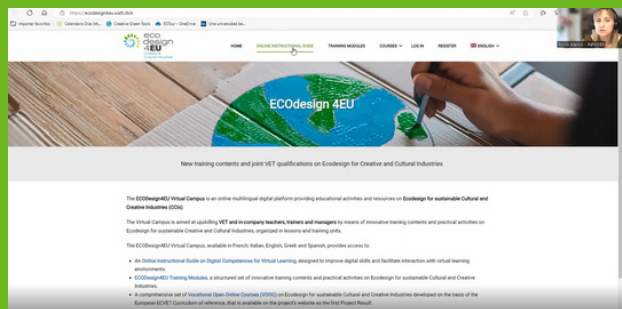 https://ecodesign4eu.
Importar favoritos
Creative Green Tools
ESTour - OneDrive
eco
design
4EU
HOME
ONLINE INSTRUCTIONAL GUIDE
TRAINING MODULES
COURSES
LOG IN
REGISTER
ENGLISH
ECOdesign 4EU
New training contents and joint VET qualifications on Ecodesign for Creative and Cultural Industries
The ECODesign4EU Virtual Campus is an online multilingual digital platform providing educational activities and resources on Ecodesign for sustainable Cultural and
Creative Industries (CCIs).
The Virtual Campus is aimed at upskilling VET and in-company teachers, trainers and managers by means of innovative training contents and practical activities on
Ecodesign for sustainable Creative and Cultural Industries, organized in lessons and training units.
The ECODesign4EU Virtual Campus, available in French, Italian, English, Greek and Spanish, provides access to:
An Online Instructional Guide on Digital Competences for Virtual Learning, designed to improve digital skills and facilitate interaction with virtual learning
environments.
ECODesign4EU Training Modules, a structured set of innovative training contents and practical activities on Ecodesign for Sustainable Cultural and Creative
Industries.
A comprehensive set of Vocational Open Online Courses (VOOC) on Ecodesign for sustainable Cultural and Creative Industries developed on the basis of the
European ECVET Curriculum of reference, that is available on the project's website as the first Project Result.